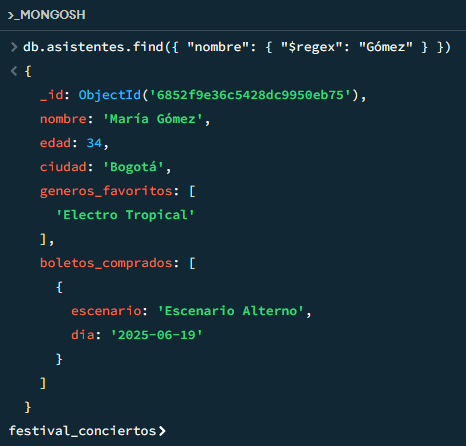 >_MONGOSH
> db.asistentes.find({ "nombre": { "$regex": "Gómez" } })
< {
_id: ObjectId('6852f9e36c5428dc9950eb75'),
nombre: 'María Gómez',
edad: 34,
ciudad: 'Bogotá',
generos_favoritos: [
'Electro Tropical'
],
boletos_comprados: [
{
escenario: 'Escenario Alterno',
dia: '2025-06-19'
}
]
}
festival_conciertos>